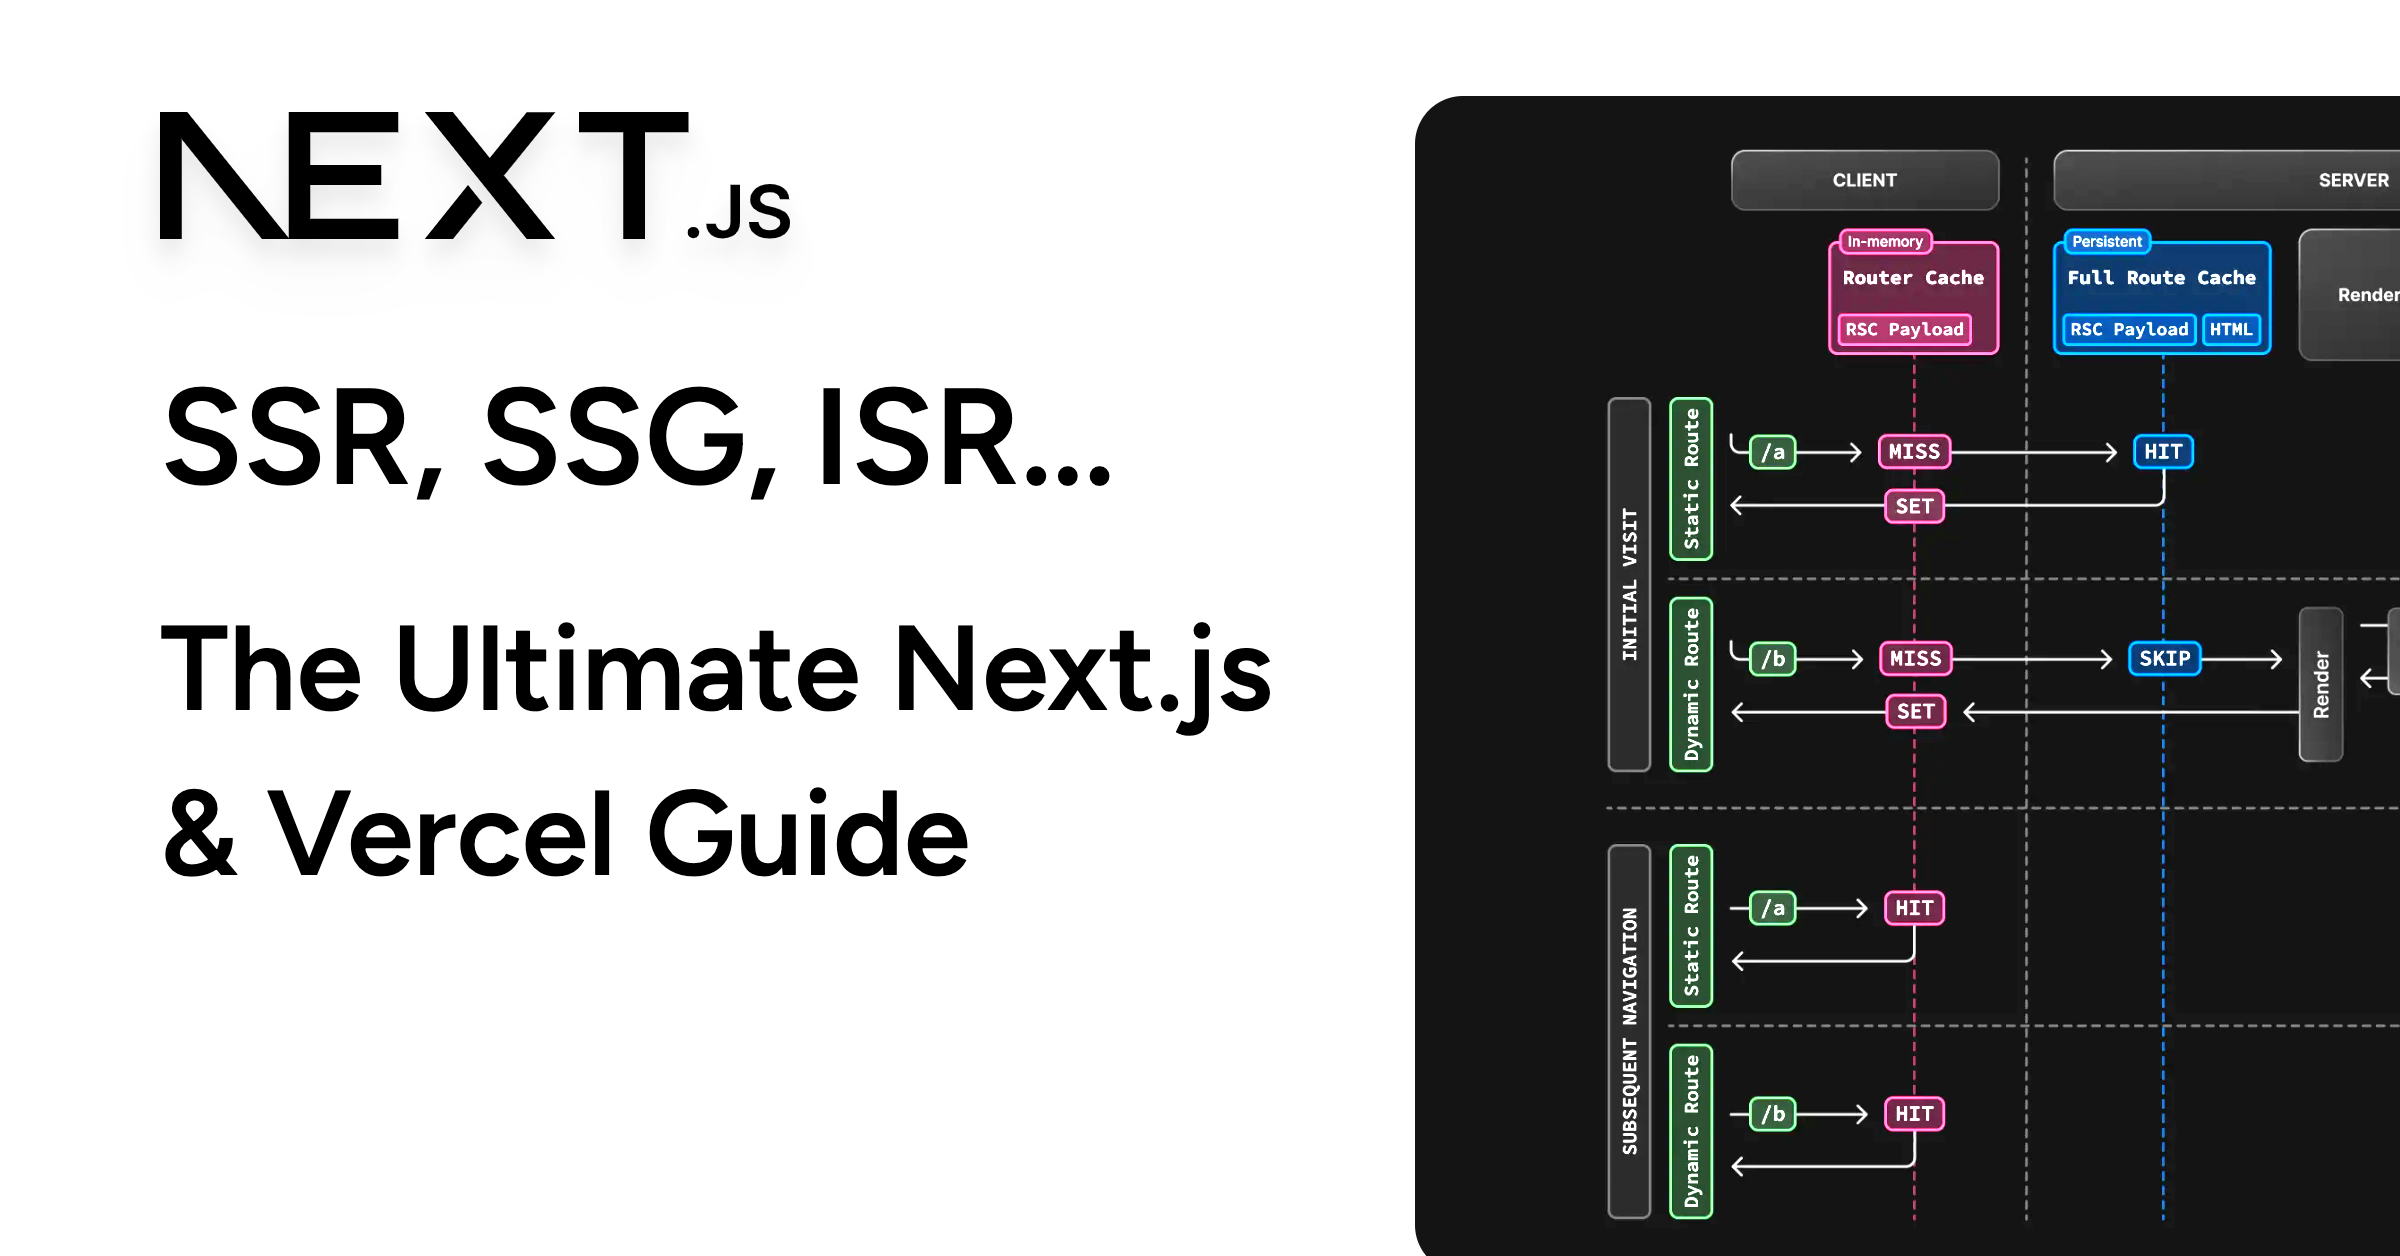 NEXT.JS
SSR, SSG, ISR...
The Ultimate Next.js
& Vercel Guide
CLIENT
SERVER
In-memory
Router Cache
RSC Payload
Persistent
Full Route Cache
RSC Payload HTML
Render
INITIAL VISIT
Static Route
/a MISS HIT
SET
Dynamic Route
/b MISS SKIP
SET
Render
SUBSEQUENT NAVIGATION
Static Route
/a HIT
Dynamic Route
/b HIT